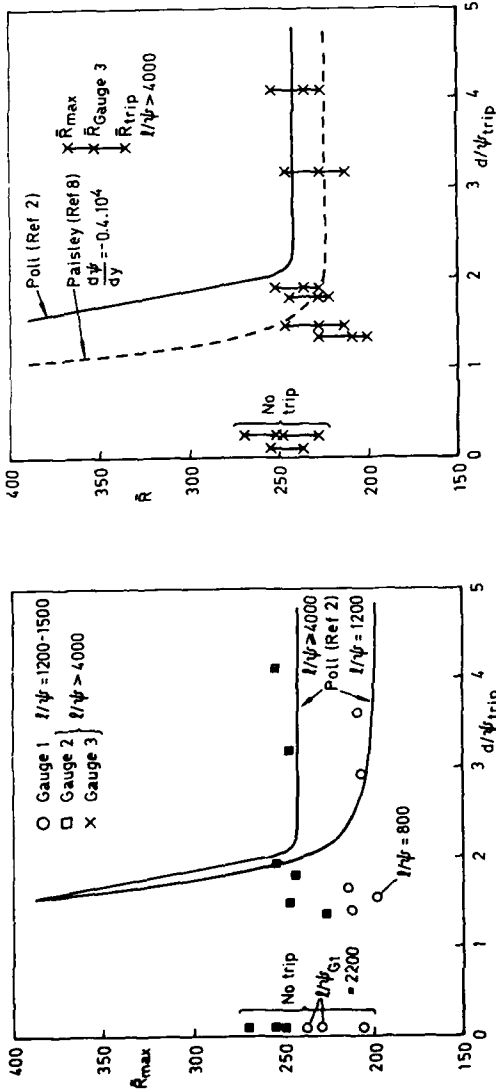 400
350
300
250
200
150
R̄max
0
1
2
3
4
5
d/ψtrip
○ Gauge 1 ℓ/ψ = 1200-1500
□ Gauge 2 } ℓ/ψ > 4000
× Gauge 3
ℓ/ψ ≥ 4000
Poll (Ref 2)
ℓ/ψ = 1200
ℓ/ψ = 800
No trip
ℓ/ψG1
= 2200
400
350
300
250
200
150
R̄
0
1
2
3
4
5
d/ψtrip
Poll (Ref 2)
Paisley (Ref 8)
dψ/dy = -0.4.10⁴
R̄max
R̄Gauge 3
R̄trip
ℓ/ψ > 4000
No
trip